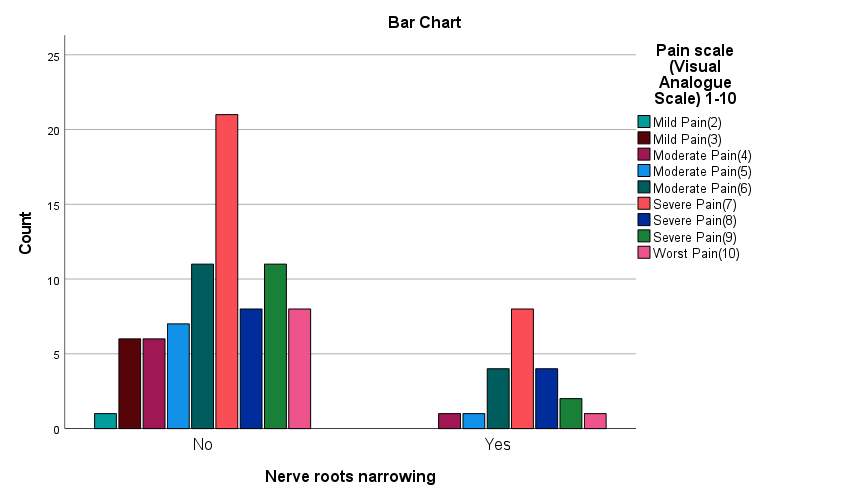 Bar Chart
25
20
15
10
5
0
Count
No
Yes
Nerve roots narrowing
Pain scale
(Visual
Analogue
Scale) 1-10
Mild Pain(2)
Mild Pain(3)
Moderate Pain(4)
Moderate Pain(5)
Moderate Pain(6)
Severe Pain(7)
Severe Pain(8)
Severe Pain(9)
Worst Pain(10)